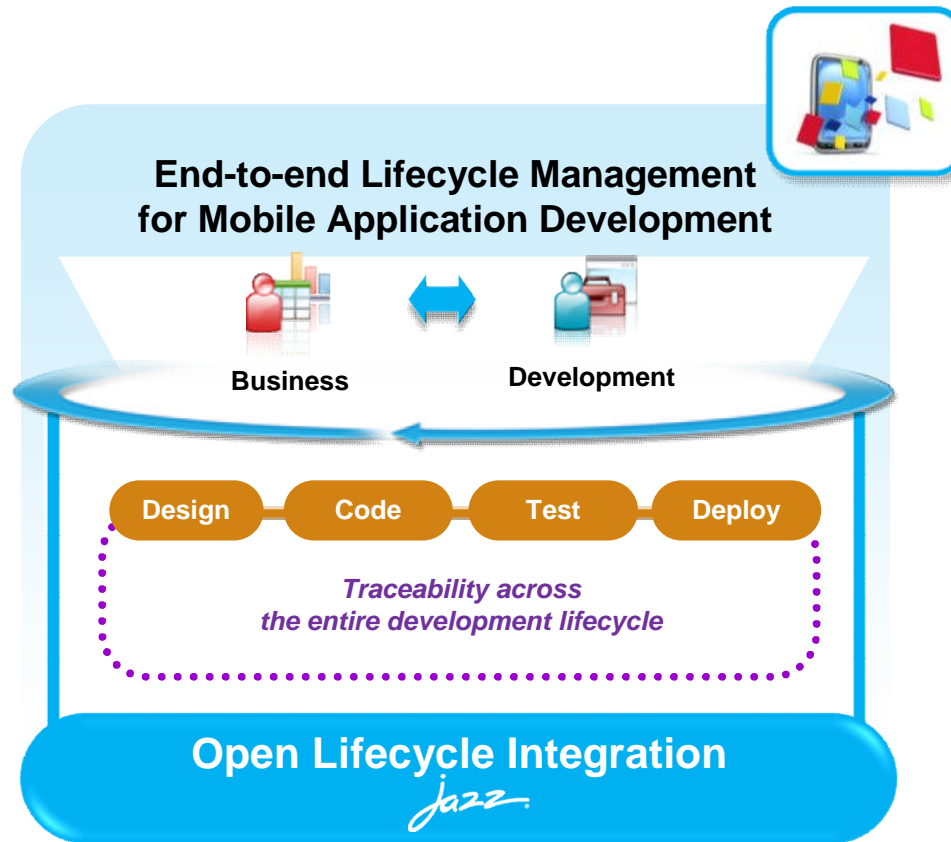 End-to-end Lifecycle Management
for Mobile Application Development
Business
Development
Design
Code
Test
Deploy
Traceability across
the entire development lifecycle
Open Lifecycle Integration
jazz